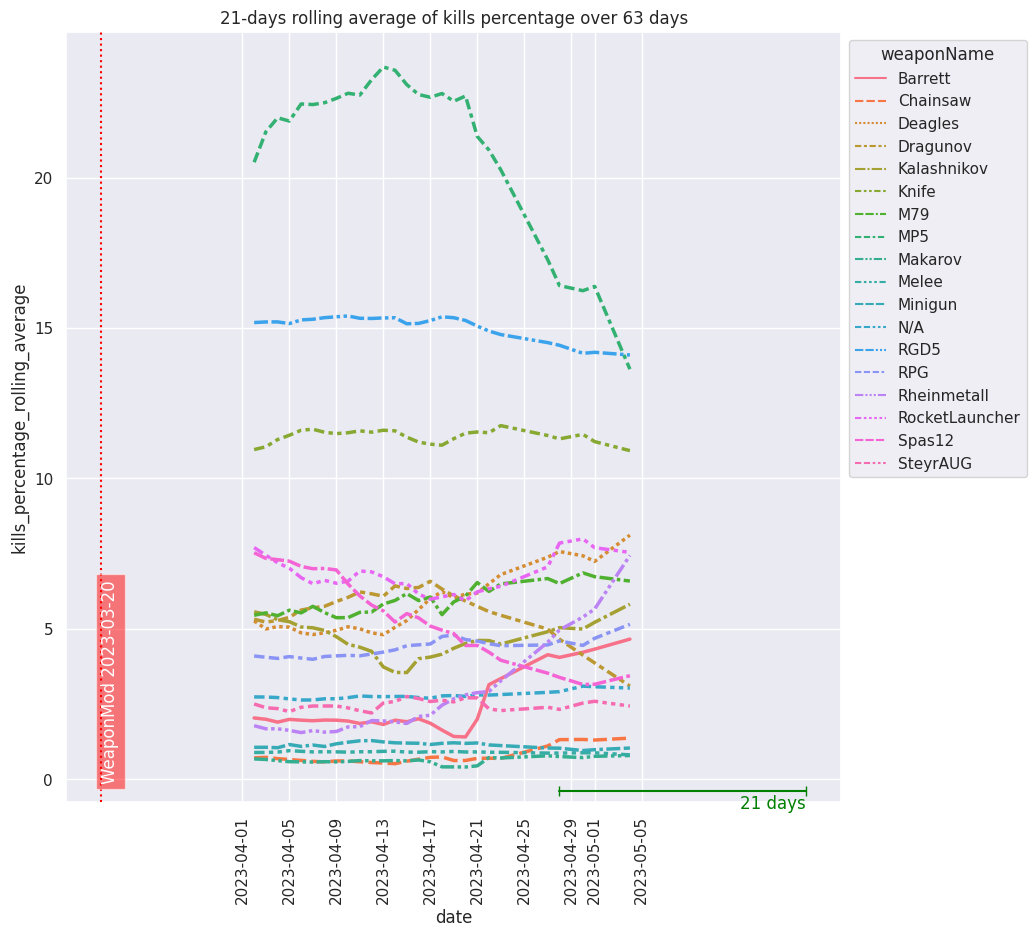 21-days rolling average of kills percentage over 63 days
kills_percentage_rolling_average
20
15
10
5
0
WeaponMod 2023-03-20
21 days
2023-04-01
2023-04-05
2023-04-09
2023-04-13
2023-04-17
2023-04-21
2023-04-25
2023-04-29
2023-05-01
2023-05-05
date
weaponName
Barrett
Chainsaw
Deagles
Dragunov
Kalashnikov
Knife
M79
MP5
Makarov
Melee
Minigun
N/A
RGD5
RPG
Rheinmetall
RocketLauncher
Spas12
SteyrAUG